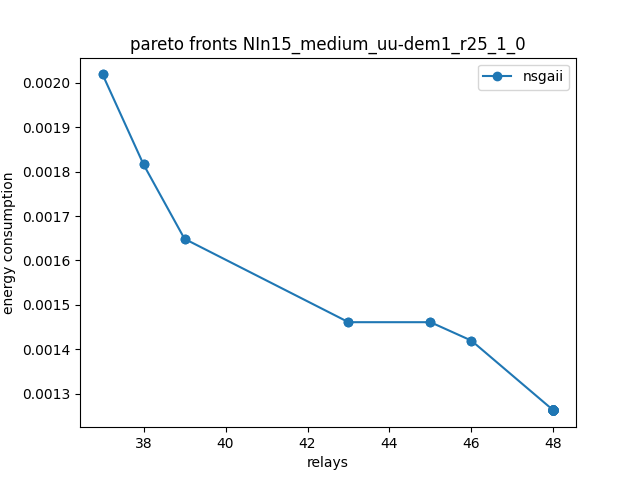 pareto fronts NIn15_medium_uu-dem1_r25_1_0
nsgaii
0.0020
0.0019
0.0018
0.0017
0.0016
0.0015
0.0014
0.0013
energy consumption
38 40 42 44 46 48
relays